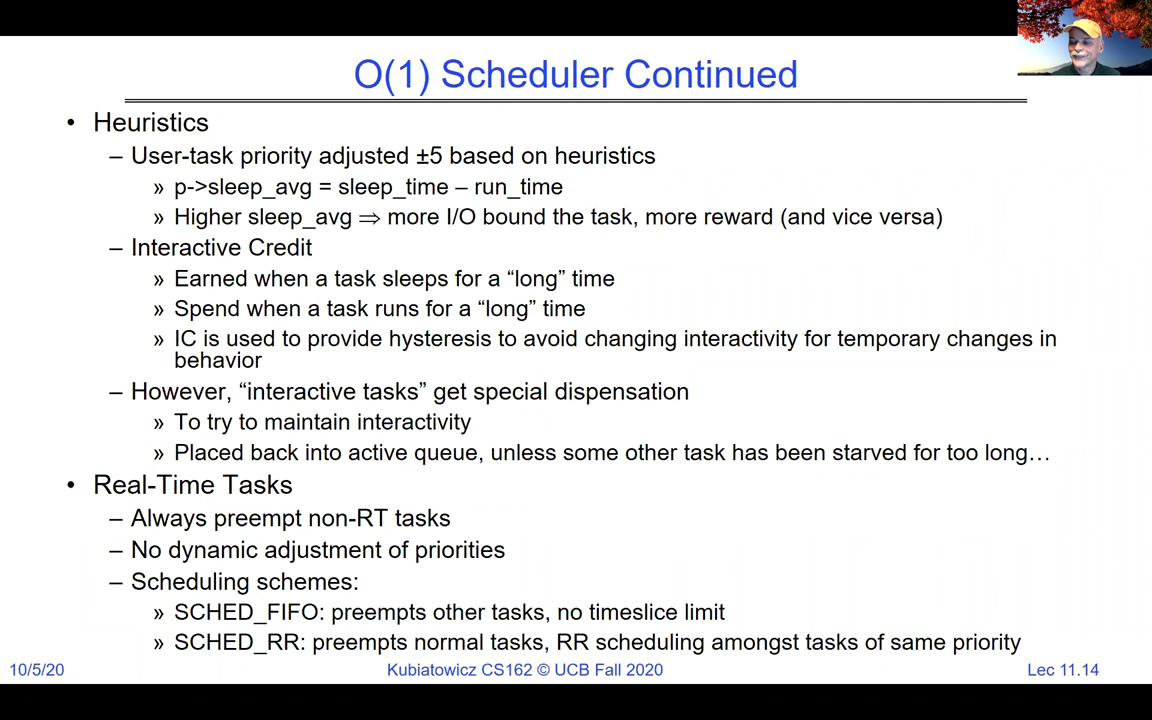 O(1) Scheduler Continued
• Heuristics
– User-task priority adjusted ±5 based on heuristics
» p->sleep_avg = sleep_time – run_time
» Higher sleep_avg ⇒ more I/O bound the task, more reward (and vice versa)
– Interactive Credit
» Earned when a task sleeps for a “long” time
» Spend when a task runs for a “long” time
» IC is used to provide hysteresis to avoid changing interactivity for temporary changes in
behavior
– However, “interactive tasks” get special dispensation
» To try to maintain interactivity
» Placed back into active queue, unless some other task has been starved for too long…
• Real-Time Tasks
– Always preempt non-RT tasks
– No dynamic adjustment of priorities
– Scheduling schemes:
» SCHED_FIFO: preempts other tasks, no timeslice limit
» SCHED_RR: preempts normal tasks, RR scheduling amongst tasks of same priority
10/5/20 Kubiatowicz CS162 © UCB Fall 2020 Lec 11.14